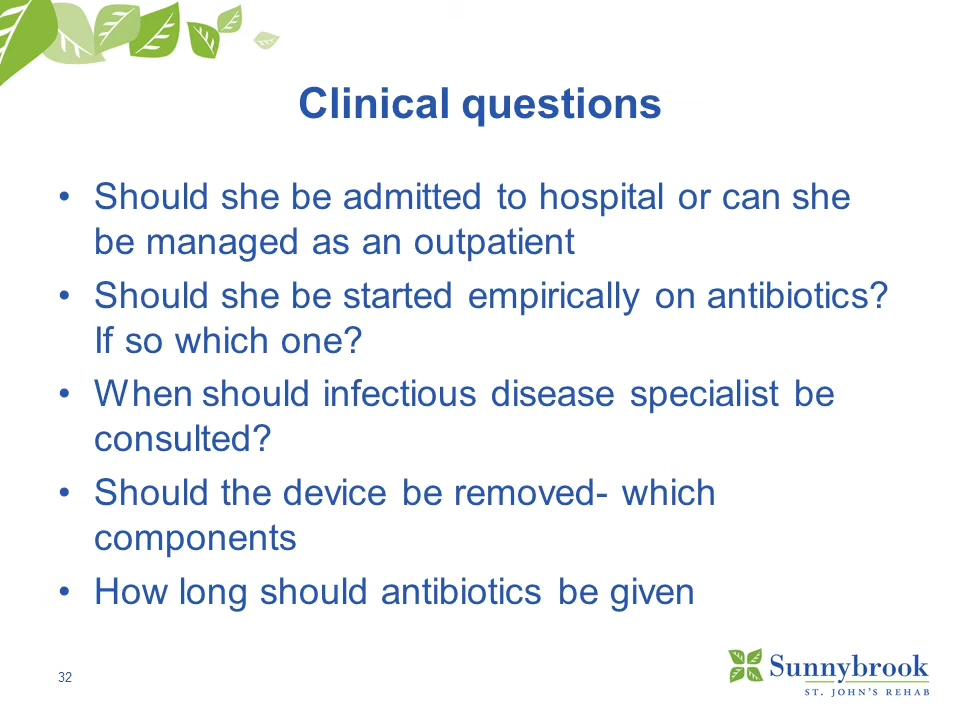 Clinical questions
• Should she be admitted to hospital or can she
be managed as an outpatient
• Should she be started empirically on antibiotics?
If so which one?
• When should infectious disease specialist be
consulted?
• Should the device be removed- which
components
• How long should antibiotics be given
32
Sunnybrook
ST. JOHN'S REHAB